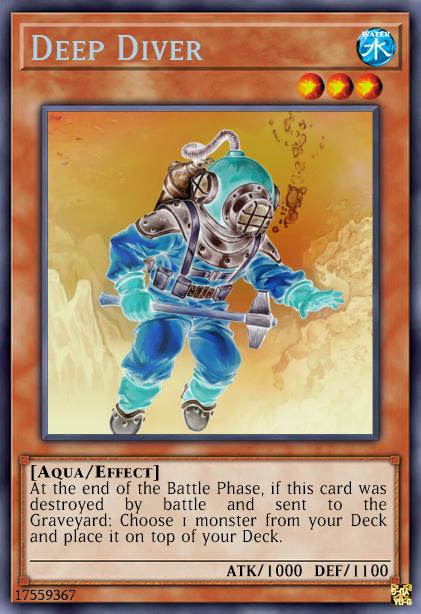 Deep Diver
WATER
水
[Aqua/Effect]
At the end of the Battle Phase, if this card was
destroyed by battle and sent to the
Graveyard: Choose 1 monster from your Deck
and place it on top of your Deck.
ATK/1000 DEF/1100
17559367